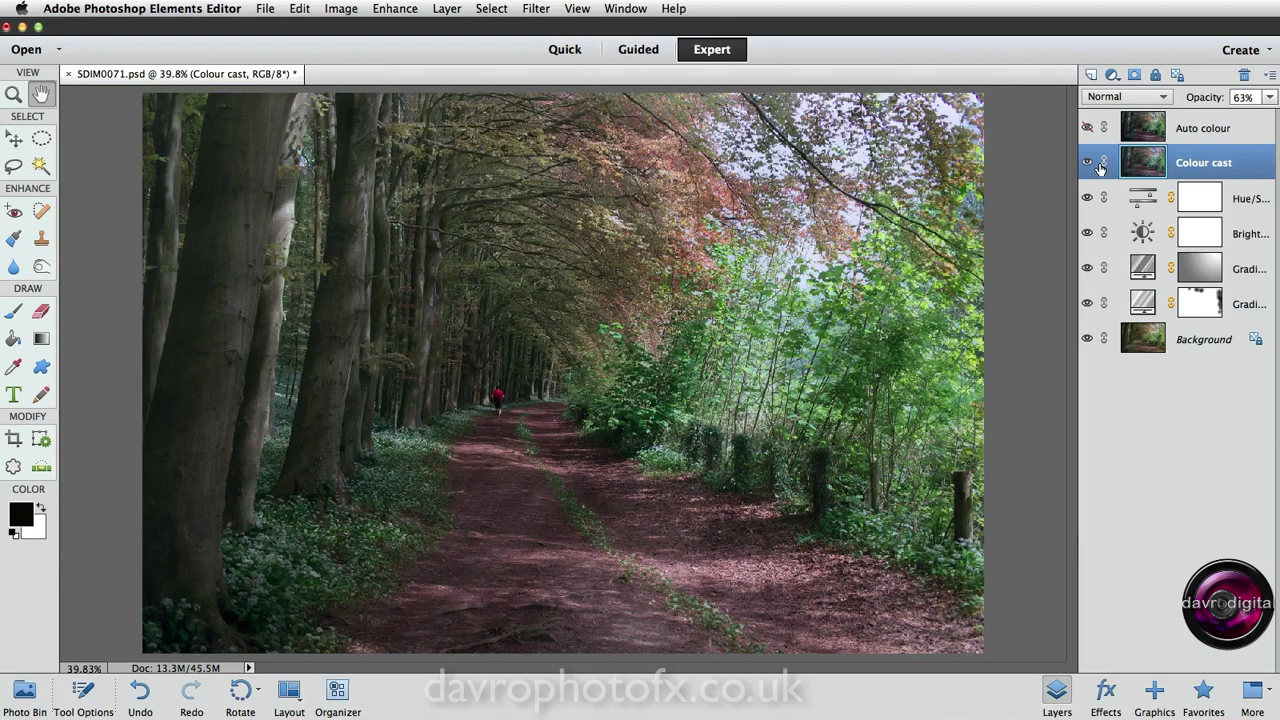 Adobe Photoshop Elements Editor File Edit Image Enhance Layer Select Filter View Window Help
Open Quick Guided Expert Create
VIEW
× SDIM0071.psd @ 39.8% (Colour cast, RGB/8*) *
Normal Opacity: 63%
SELECT
Auto colour
Colour cast
ENHANCE
Hue/S...
Bright...
Gradi...
DRAW
Gradi...
Background
T
MODIFY
COLOR
davrodigital
39.83% Doc: 13.3M/45.5M
davrophotofx.co.uk
fx
Photo Bin Tool Options Undo Redo Rotate Layout Organizer Layers Effects Graphics Favorites More